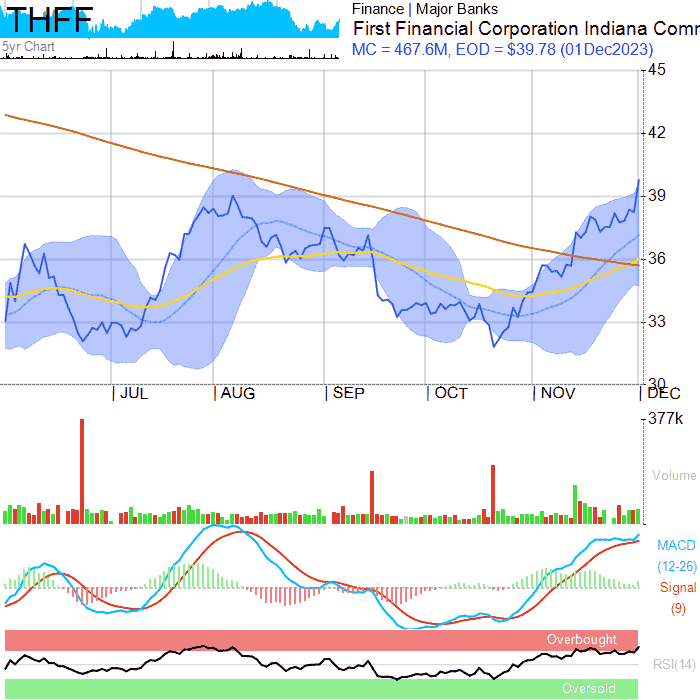 THFF
5yr Chart
Finance | Major Banks
First Financial Corporation Indiana Comm
MC = 467.6M, EOD = $39.78 (01Dec2023)
45
42
39
36
33
30
JUL
AUG
SEP
OCT
NOV
DEC
377k
Volume
MACD
(12-26)
Signal
(9)
Overbought
RSI(14)
Oversold